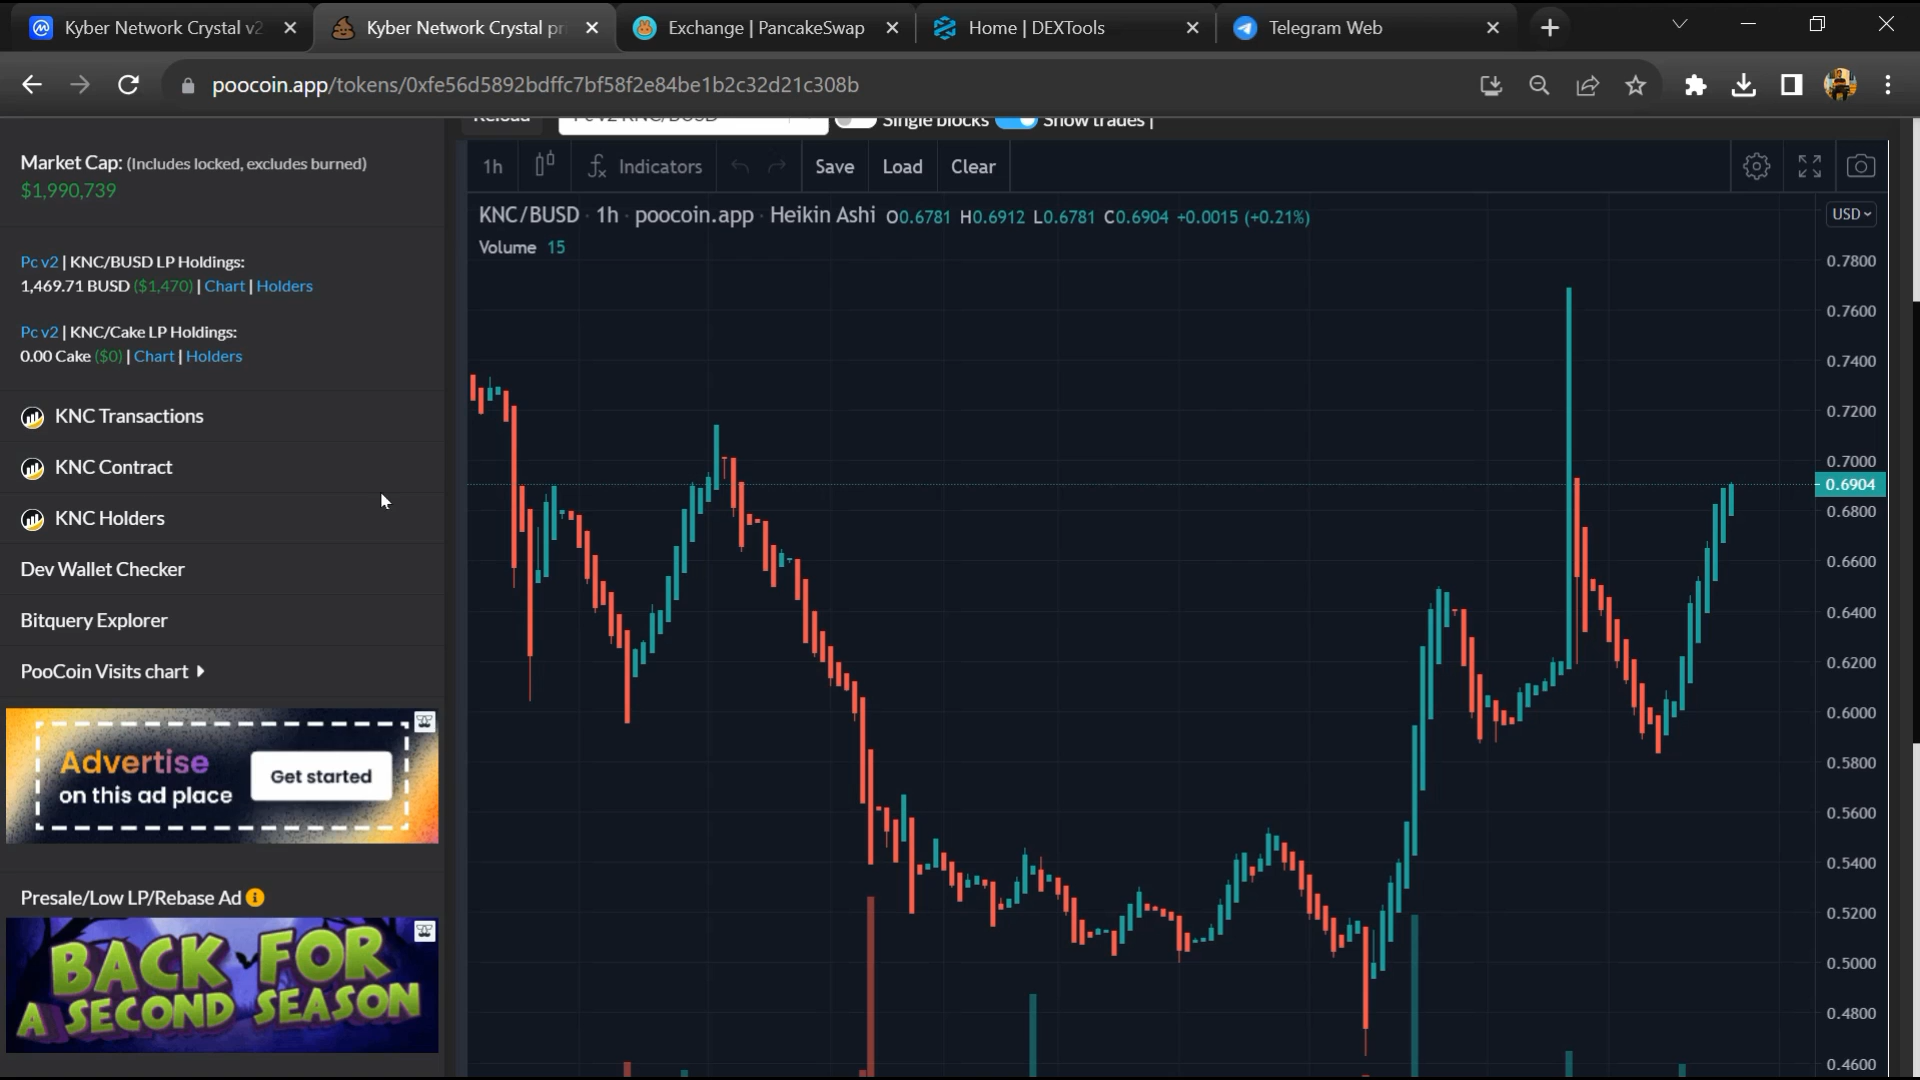 Kyber Network Crystal v2
Kyber Network Crystal pri
Exchange | PancakeSwap
Home | DEXTools
Telegram Web
poocoin.app/tokens/0xfe56d5892bdffc7bf58f2e84be1b2c32d21c308b
Reload
Single blocks
Show trades |
Market Cap: (Includes locked, excludes burned)
$1,990,739
Pc v2 | KNC/BUSD LP Holdings:
1,469.71 BUSD ($1,470) | Chart | Holders
Pc v2 | KNC/Cake LP Holdings:
0.00 Cake ($0) | Chart | Holders
KNC Transactions
KNC Contract
KNC Holders
Dev Wallet Checker
Bitquery Explorer
PooCoin Visits chart
Advertise
on this ad place
Get started
Presale/Low LP/Rebase Ad
BACK FOR
A SECOND SEASON
1h
Indicators
Save
Load
Clear
KNC/BUSD · 1h · poocoin.app · Heikin Ashi O0.6781 H0.6912 L0.6781 C0.6904 +0.0015 (+0.21%)
Volume 15
USD
0.7800
0.7600
0.7400
0.7200
0.7000
0.6904
0.6800
0.6600
0.6400
0.6200
0.6000
0.5800
0.5600
0.5400
0.5200
0.5000
0.4800
0.4600